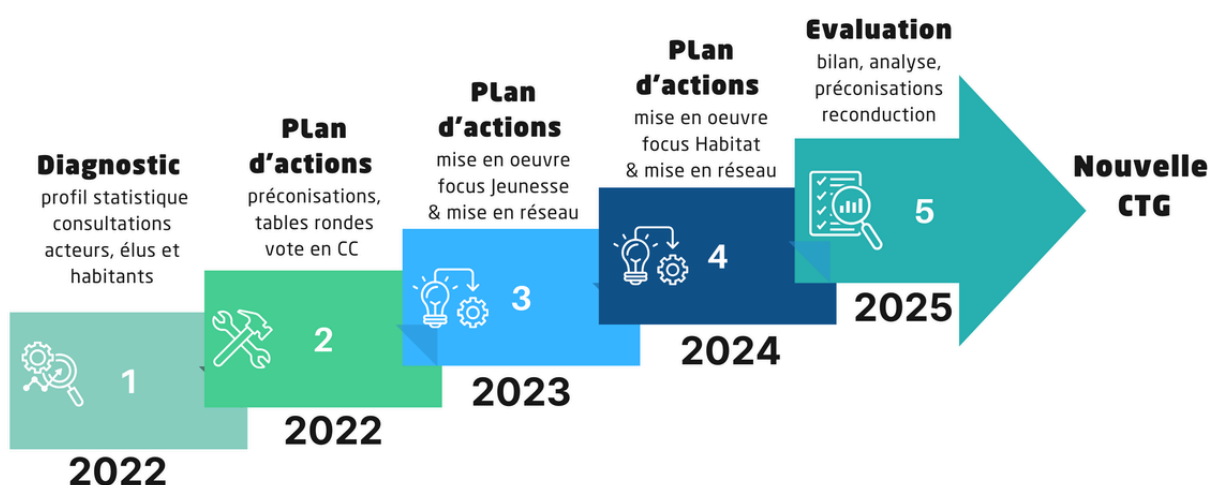 Diagnostic
profil statistique
consultations
acteurs, élus et
habitants
1
2022
PLan
d'actions
préconisations,
tables rondes
vote en CC
2
2022
PLan
d'actions
mise en oeuvre
focus Jeunesse
& mise en réseau
3
2023
PLan
d'actions
mise en oeuvre
focus Habitat
& mise en réseau
4
2024
Evaluation
bilan, analyse,
préconisations
reconduction
5
2025
Nouvelle
CTG